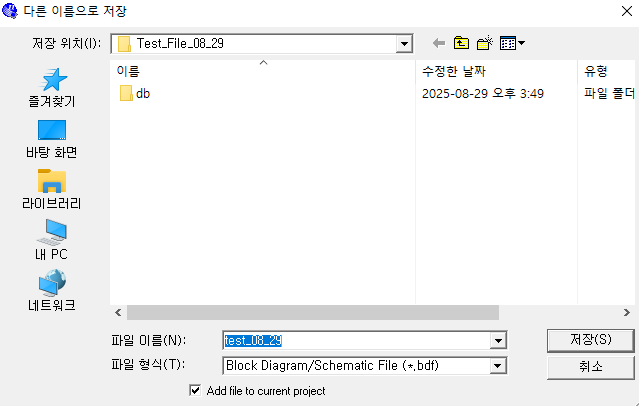 다른 이름으로 저장
저장 위치(I): Test_File_08_29
이름 수정한 날짜 유형
db 2025-08-29 오후 3:49 파일 폴더
즐겨찾기
바탕 화면
라이브러리
내 PC
네트워크
파일 이름(N): test_08_29 저장(S)
파일 형식(T): Block Diagram/Schematic File (*.bdf) 취소
Add file to current project